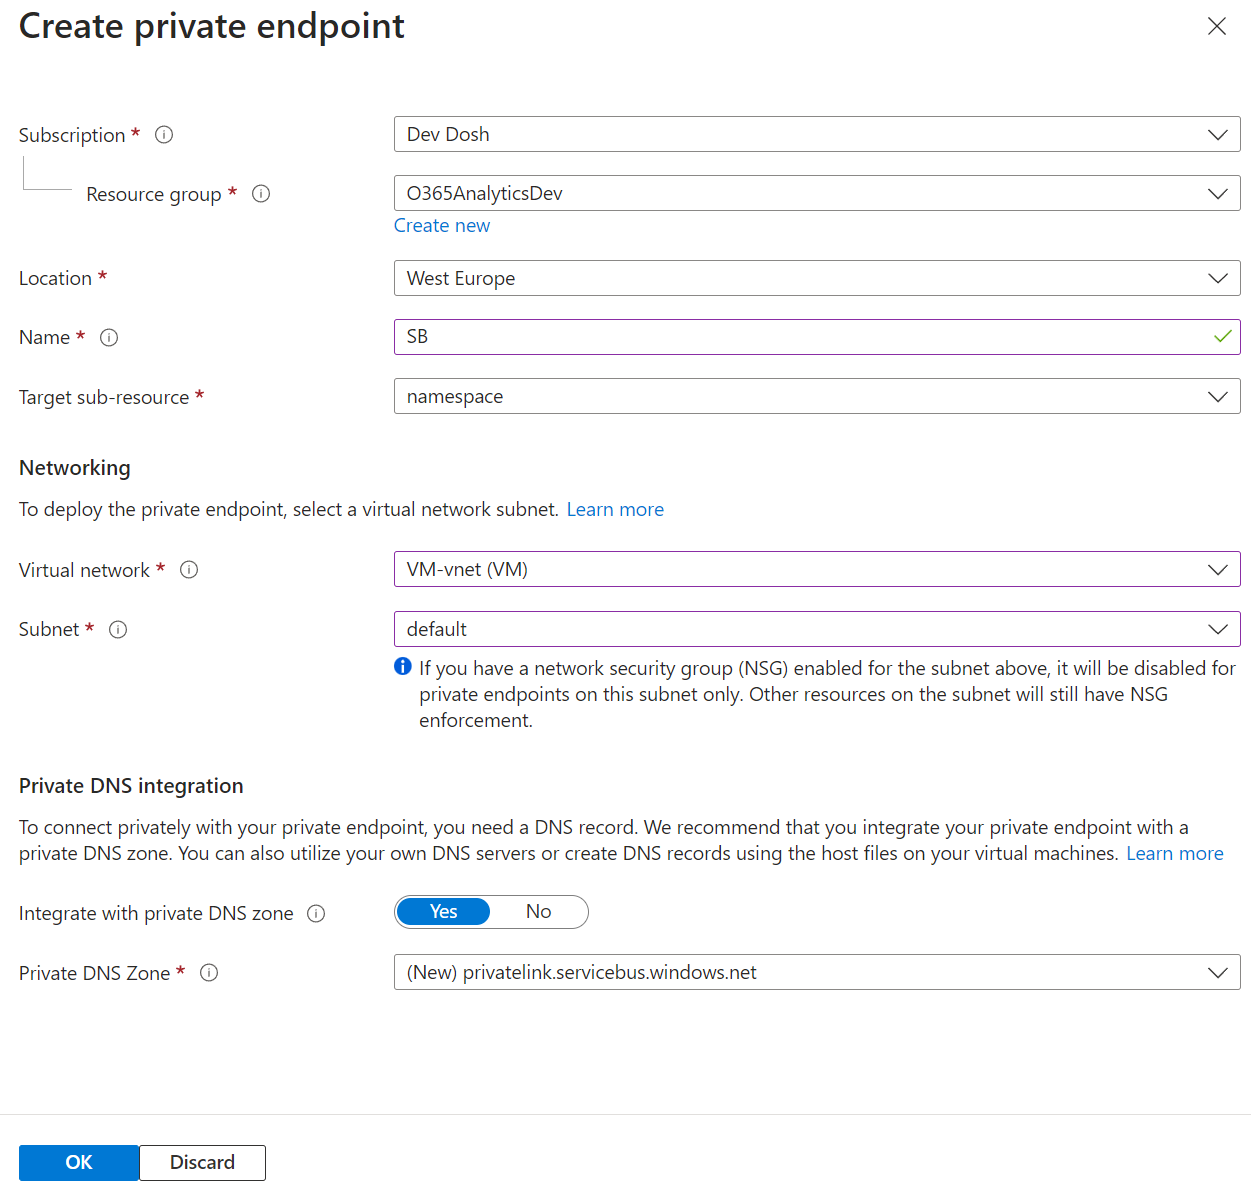 Create private endpoint
Subscription *
Dev Dosh
Resource group *
O365AnalyticsDev
Create new
Location *
West Europe
Name *
SB
Target sub-resource *
namespace
Networking
To deploy the private endpoint, select a virtual network subnet. Learn more
Virtual network *
VM-vnet (VM)
Subnet *
default
If you have a network security group (NSG) enabled for the subnet above, it will be disabled for
private endpoints on this subnet only. Other resources on the subnet will still have NSG
enforcement.
Private DNS integration
To connect privately with your private endpoint, you need a DNS record. We recommend that you integrate your private endpoint with a
private DNS zone. You can also utilize your own DNS servers or create DNS records using the host files on your virtual machines. Learn more
Integrate with private DNS zone
Yes No
Private DNS Zone *
(New) privatelink.servicebus.windows.net
OK Discard